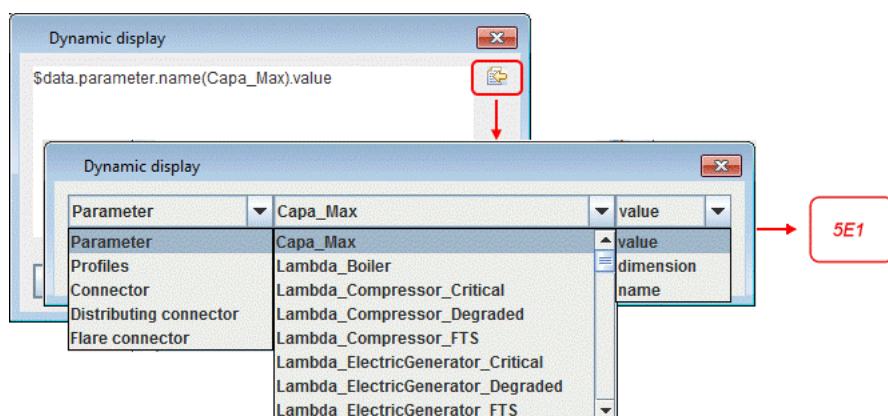 Dynamic display
$data.parameter.name(Capa_Max).value
Dynamic display
Parameter Capa_Max value
Parameter Capa_Max value
Profiles Lambda_Boiler dimension
Connector Lambda_Compressor_Critical name
Distributing connector Lambda_Compressor_Degraded
Flare connector Lambda_Compressor_FTS
Lambda_ElectricGenerator_Critical
Lambda_ElectricGenerator_Degraded
Lambda_ElectricGenerator_FTS
5E1